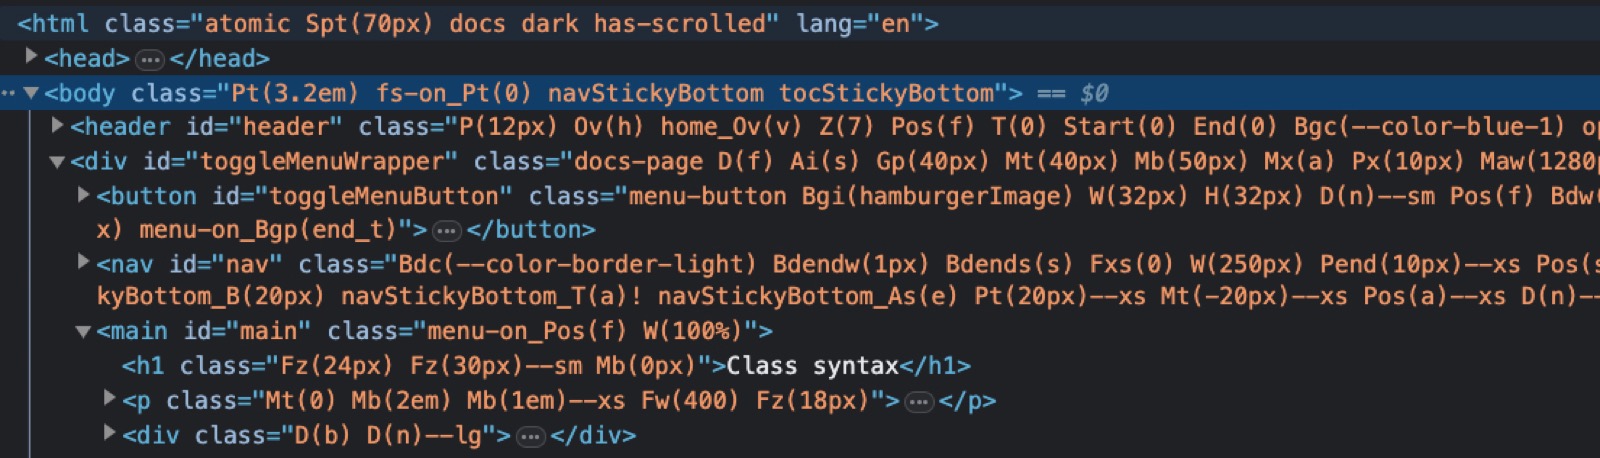 <html class="atomic Spt(70px) docs dark has-scrolled" lang="en">
<head> ••• </head>
<body class="Pt(3.2em) fs-on_Pt(0) navStickyBottom tocStickyBottom"> == $0
<header id="header" class="P(12px) Ov(h) home_Ov(v) Z(7) Pos(f) T(0) Start(0) End(0) Bgc(--color-blue-1) op
<div id="toggleMenuWrapper" class="docs-page D(f) Ai(s) Gp(40px) Mt(40px) Mb(50px) Mx(a) Px(10px) Maw(1280p
<button id="toggleMenuButton" class="menu-button Bgi(hamburgerImage) W(32px) H(32px) D(n)--sm Pos(f) Bdw(
x) menu-on_Bgp(end_t)"> ••• </button>
<nav id="nav" class="Bdc(--color-border-light) Bdendw(1px) Bdends(s) Fxs(0) W(250px) Pend(10px)--xs Pos(s
kyBottom_B(20px) navStickyBottom_T(a)! navStickyBottom_As(e) Pt(20px)--xs Mt(-20px)--xs Pos(a)--xs D(n)--
<main id="main" class="menu-on_Pos(f) W(100%)">
<h1 class="Fz(24px) Fz(30px)--sm Mb(0px)">Class syntax</h1>
<p class="Mt(0) Mb(2em) Mb(1em)--xs Fw(400) Fz(18px)"> ••• </p>
<div class="D(b) D(n)--lg"> ••• </div>